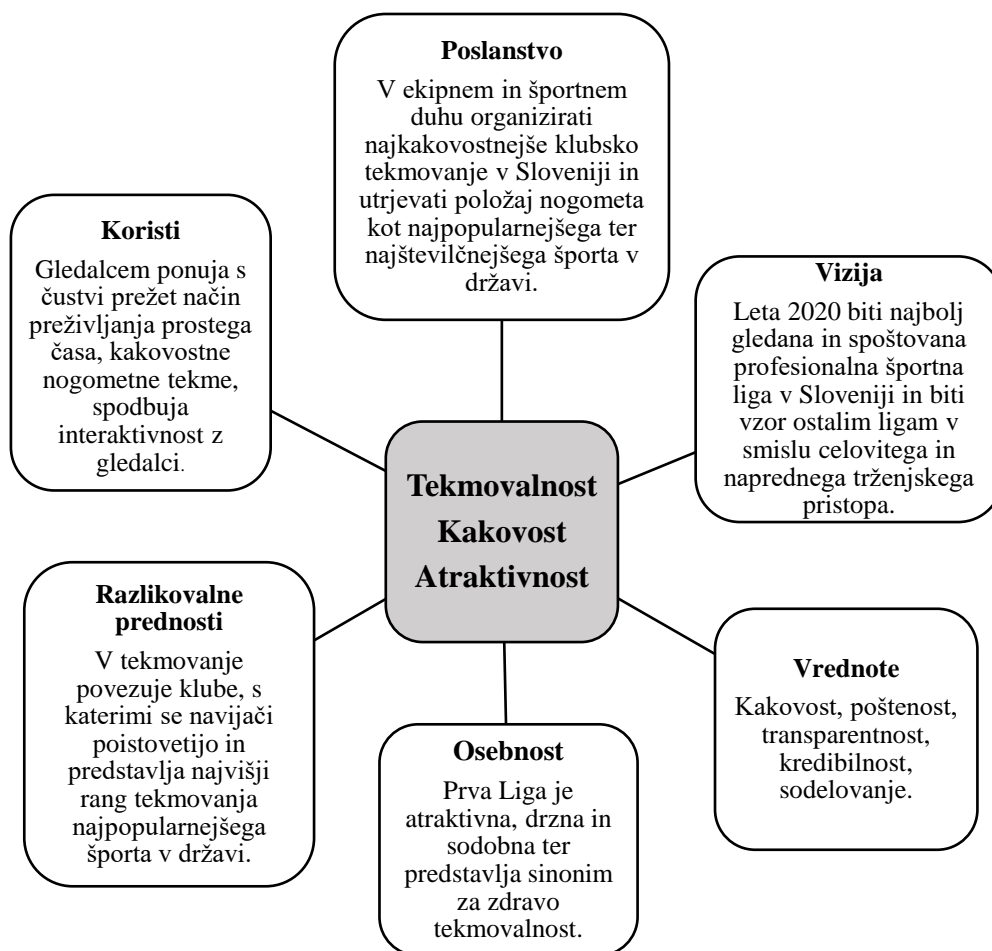 Poslanstvo
V ekipnem in športnem
duhu organizirati
najkakovostnejše klubsko
tekmovanje v Sloveniji in
utrjevati položaj nogometa
kot najpopularnejšega ter
najštevilčnejšega športa v
državi.
Koristi
Gledalcem ponuja s
čustvi prežet način
preživljanja prostega
časa, kakovostne
nogometne tekme,
spodbuja
interaktivnost z
gledalci.
Vizija
Leta 2020 biti najbolj
gledana in spoštovana
profesionalna športna
liga v Sloveniji in biti
vzor ostalim ligam v
smislu celovitega in
naprednega trženjskega
pristopa.
Tekmovalnost
Kakovost
Atraktivnost
Razlikovalne
prednosti
V tekmovanje
povezuje klube, s
katerimi se navijači
poistovetijo in
predstavlja najvišji
rang tekmovanja
najpopularnejšega
športa v državi.
Osebnost
Prva Liga je
atraktivna, drzna in
sodobna ter
predstavlja sinonim
za zdravo
tekmovalnost.
Vrednote
Kakovost, poštenost,
transparentnost,
kredibilnost,
sodelovanje.